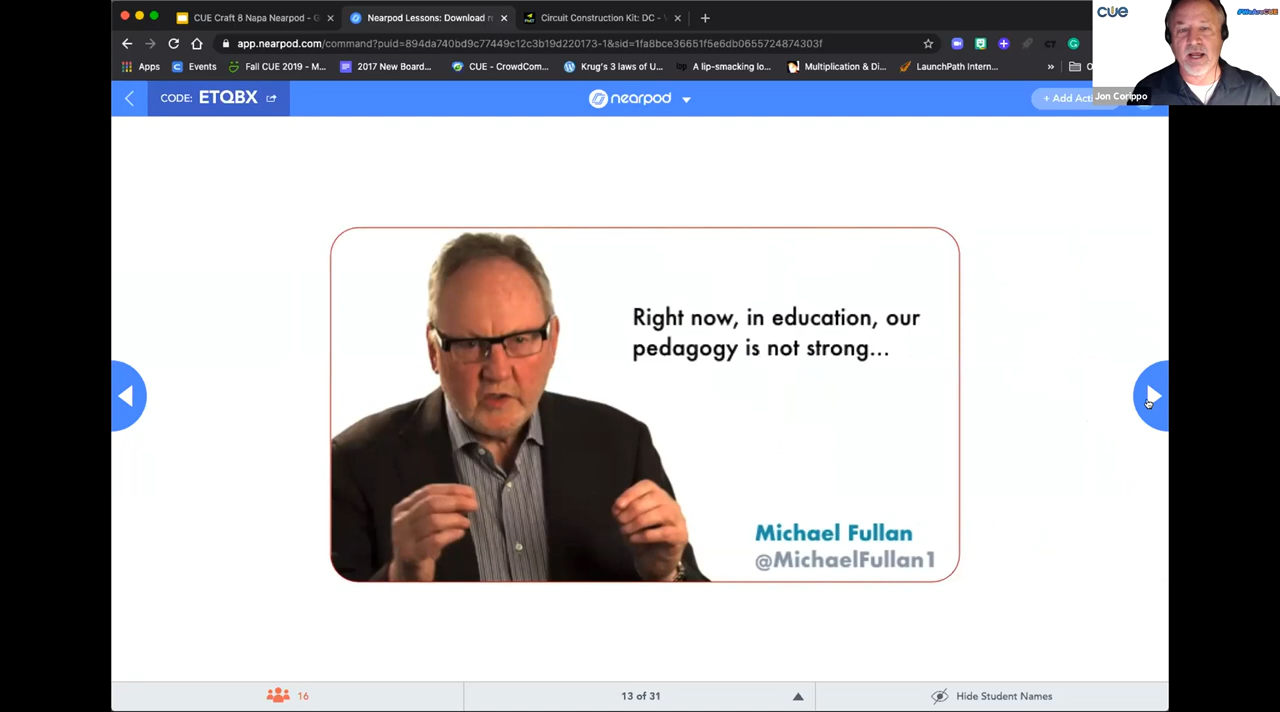 CUE Craft 8 Napa Nearpod - G
Nearpod Lessons: Download re
Circuit Construction Kit: DC -
app.nearpod.com/command?puid=894da740bd9c77449c12c3b19d220173-1&sid=1fa8bce36651f5e6db0655724874303f
Apps
Events
Fall CUE 2019 - M...
2017 New Board...
CUE - CrowdCom...
Krug's 3 laws of U...
A lip-smacking lo...
Multiplication & Di...
LaunchPath Intern...
CUE
#WeAreCUE
Jon Corippo
CODE: ETQBX
nearpod
+ Add Acti
Right now, in education, our
pedagogy is not strong...
Michael Fullan
@MichaelFullan1
16
13 of 31
Hide Student Names